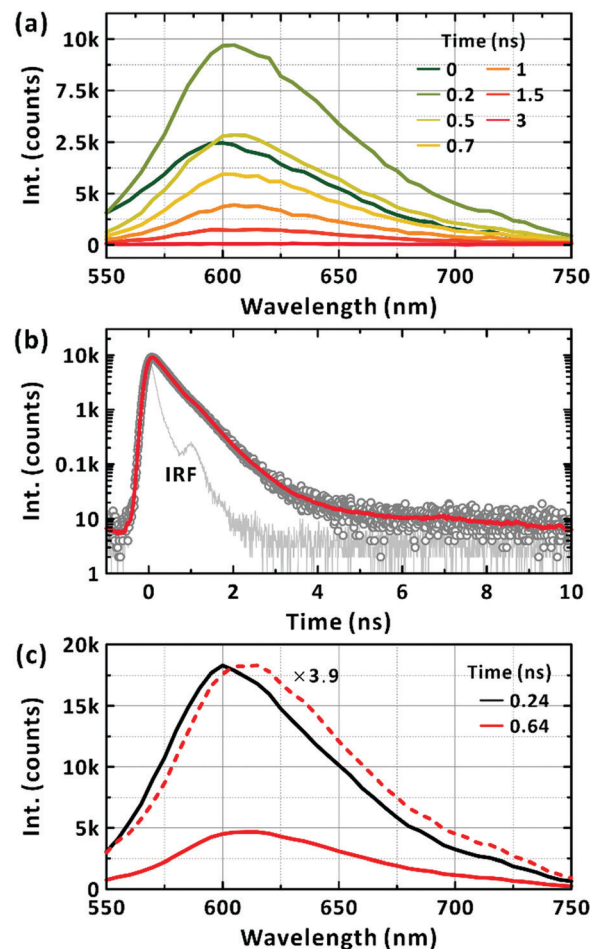 (a)
Int. (counts)
10k
7.5k
2.5k
5k
0
Time (ns)
0 1
0.2 1.5
0.5 3
0.7
550 600 650 700 750
Wavelength (nm)
(b)
Int. (counts)
10k
1k
0.1k
10
1
IRF
0 2 4 6 8 10
Time (ns)
(c)
Int. (counts)
20k
15k
10k
5k
0
×3.9
Time (ns)
0.24
0.64
550 600 650 700 750
Wavelength (nm)